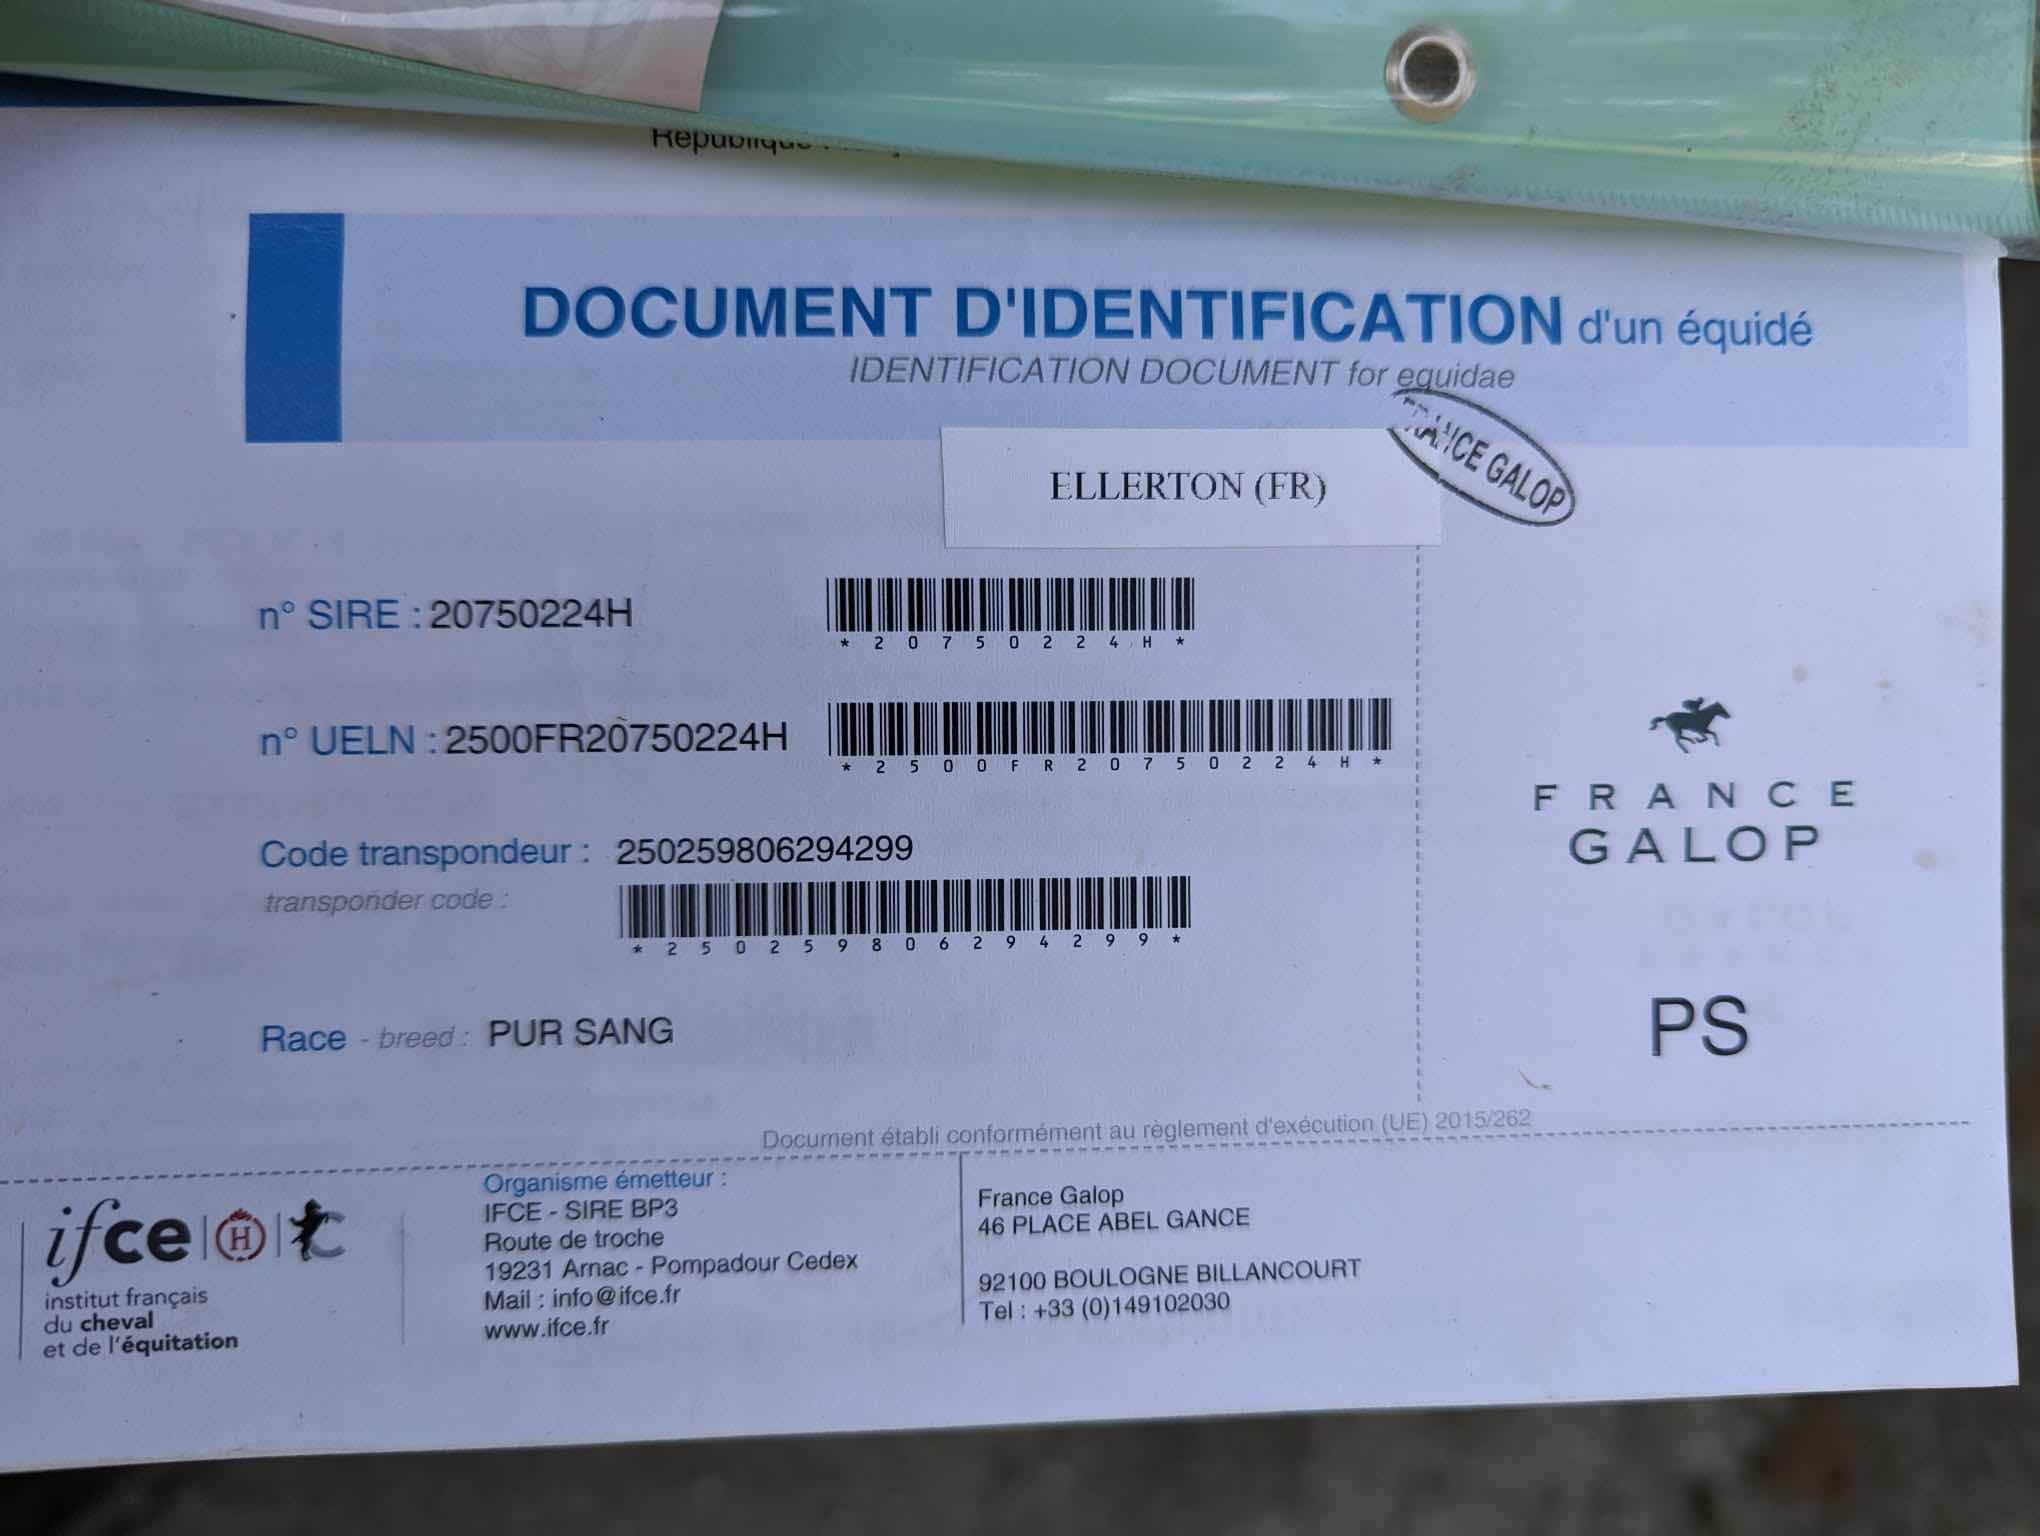 République
DOCUMENT D'IDENTIFICATION d'un équidé
IDENTIFICATION DOCUMENT for equidae
FRANCE GALOP
ELLERTON (FR)
n° SIRE : 20750224H
*20750224H*
n° UELN : 2500FR20750224H
*2500FR20750224H*
Code transpondeur : 250259806294299
transponder code :
*250259806294299*
Race - breed : PUR SANG
FRANCE
GALOP
PS
Document établi conformément au règlement d'exécution (UE) 2015/262
ifce | H |
institut français
du cheval
et de l'équitation
Organisme émetteur :
IFCE - SIRE BP3
Route de troche
19231 Arnac - Pompadour Cedex
Mail : info@ifce.fr
www.ifce.fr
France Galop
46 PLACE ABEL GANCE
92100 BOULOGNE BILLANCOURT
Tel : +33 (0)149102030